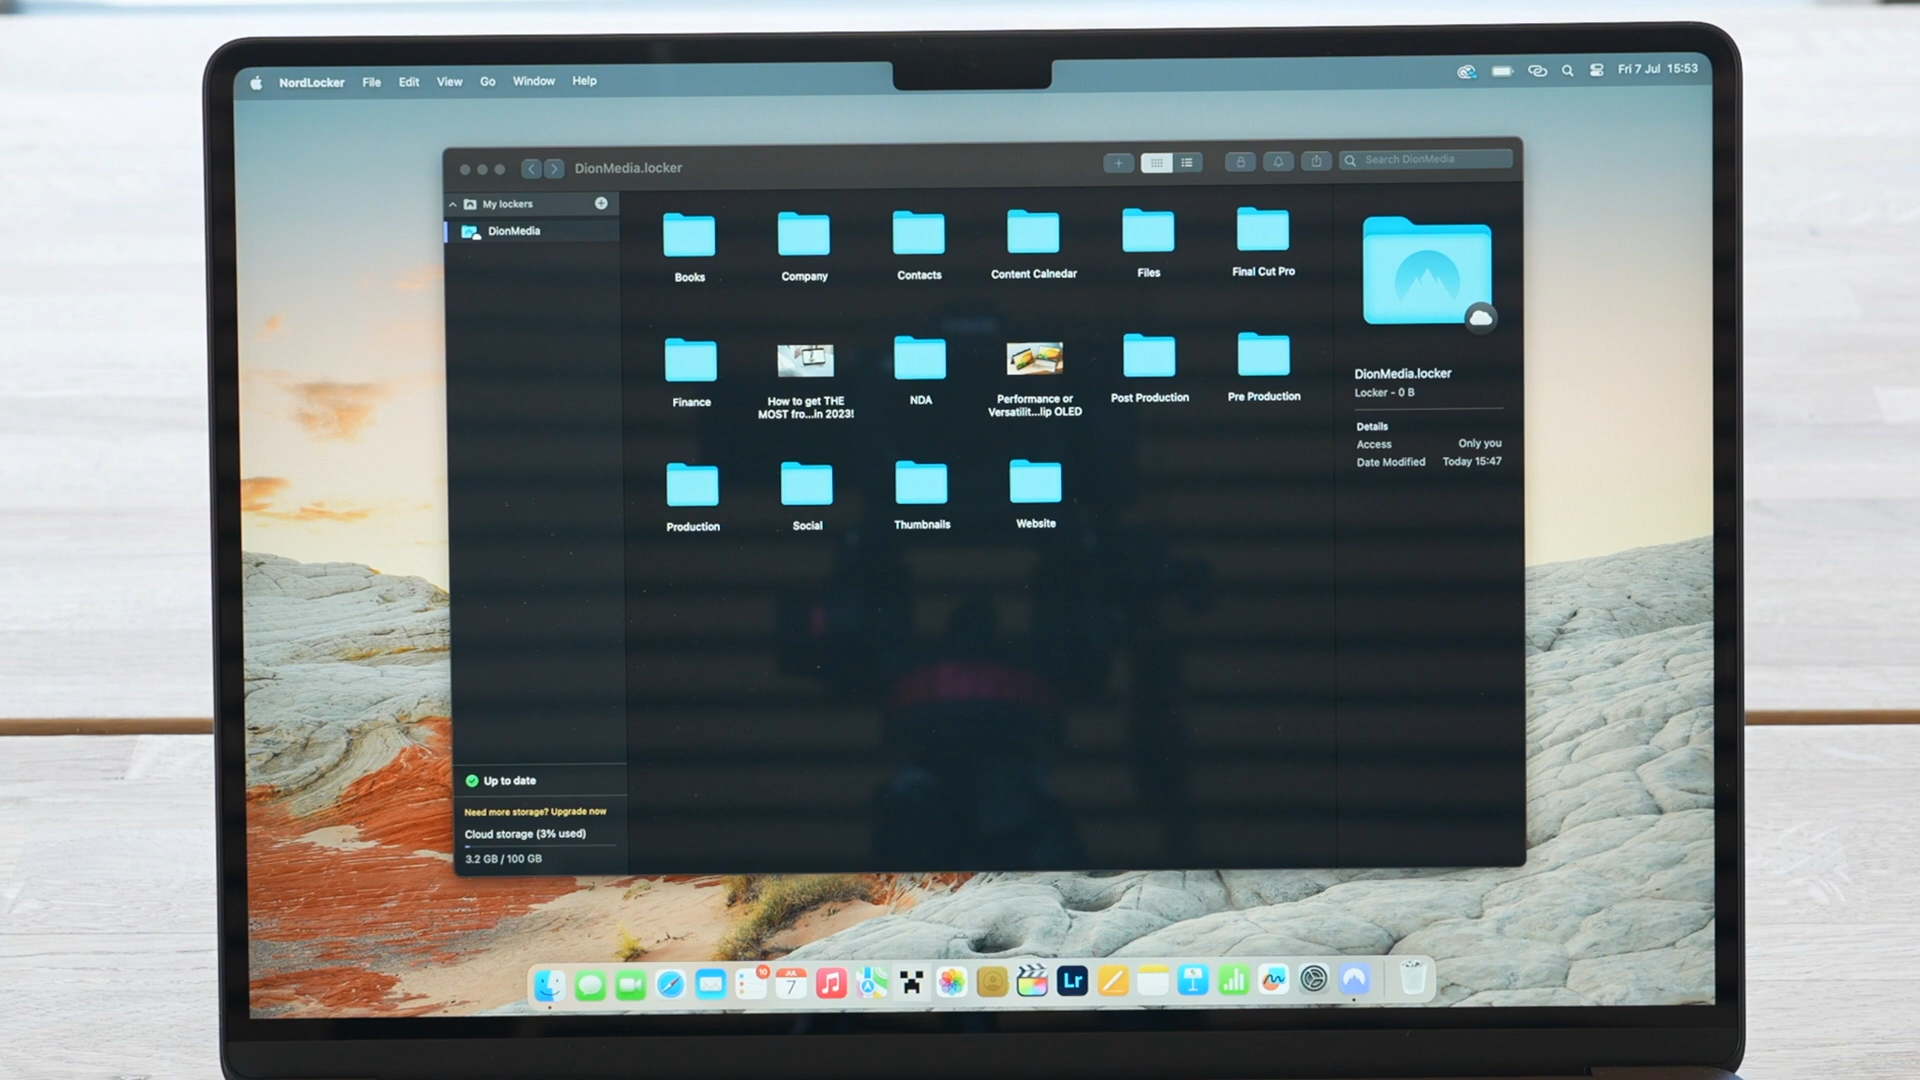 NordLocker File Edit View Go Window Help
Fri 7 Jul 15:53
DionMedia.locker
Search DionMedia
My lockers
DionMedia
Books
Company
Contacts
Content Calnedar
Files
Final Cut Pro
Finance
How to get THE
MOST fro...in 2023!
NDA
Performance or
Versatilit...lip OLED
Post Production
Pre Production
Production
Social
Thumbnails
Website
DionMedia.locker
Locker - 0 B
Details
Access Only you
Date Modified Today 15:47
Up to date
Need more storage? Upgrade now
Cloud storage (3% used)
3.2 GB / 100 GB
10
JUL
7
Lr